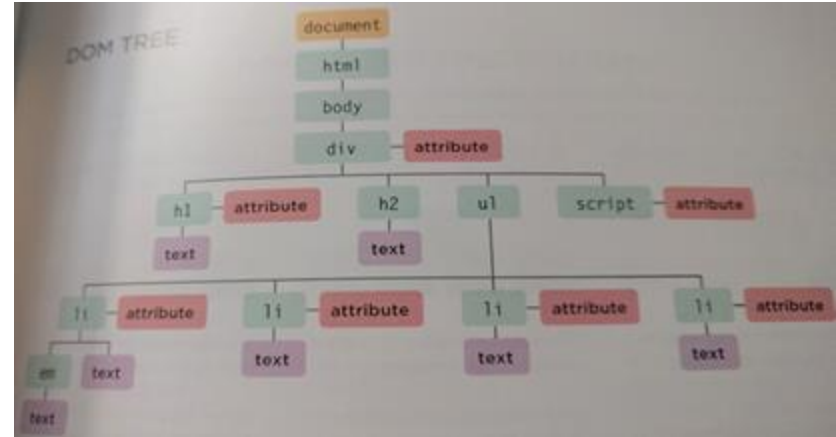 DOM TREE
document
html
body
div attribute
h1 attribute h2 ul script attribute
text text
li attribute li attribute li attribute li attribute
em text text text text
text